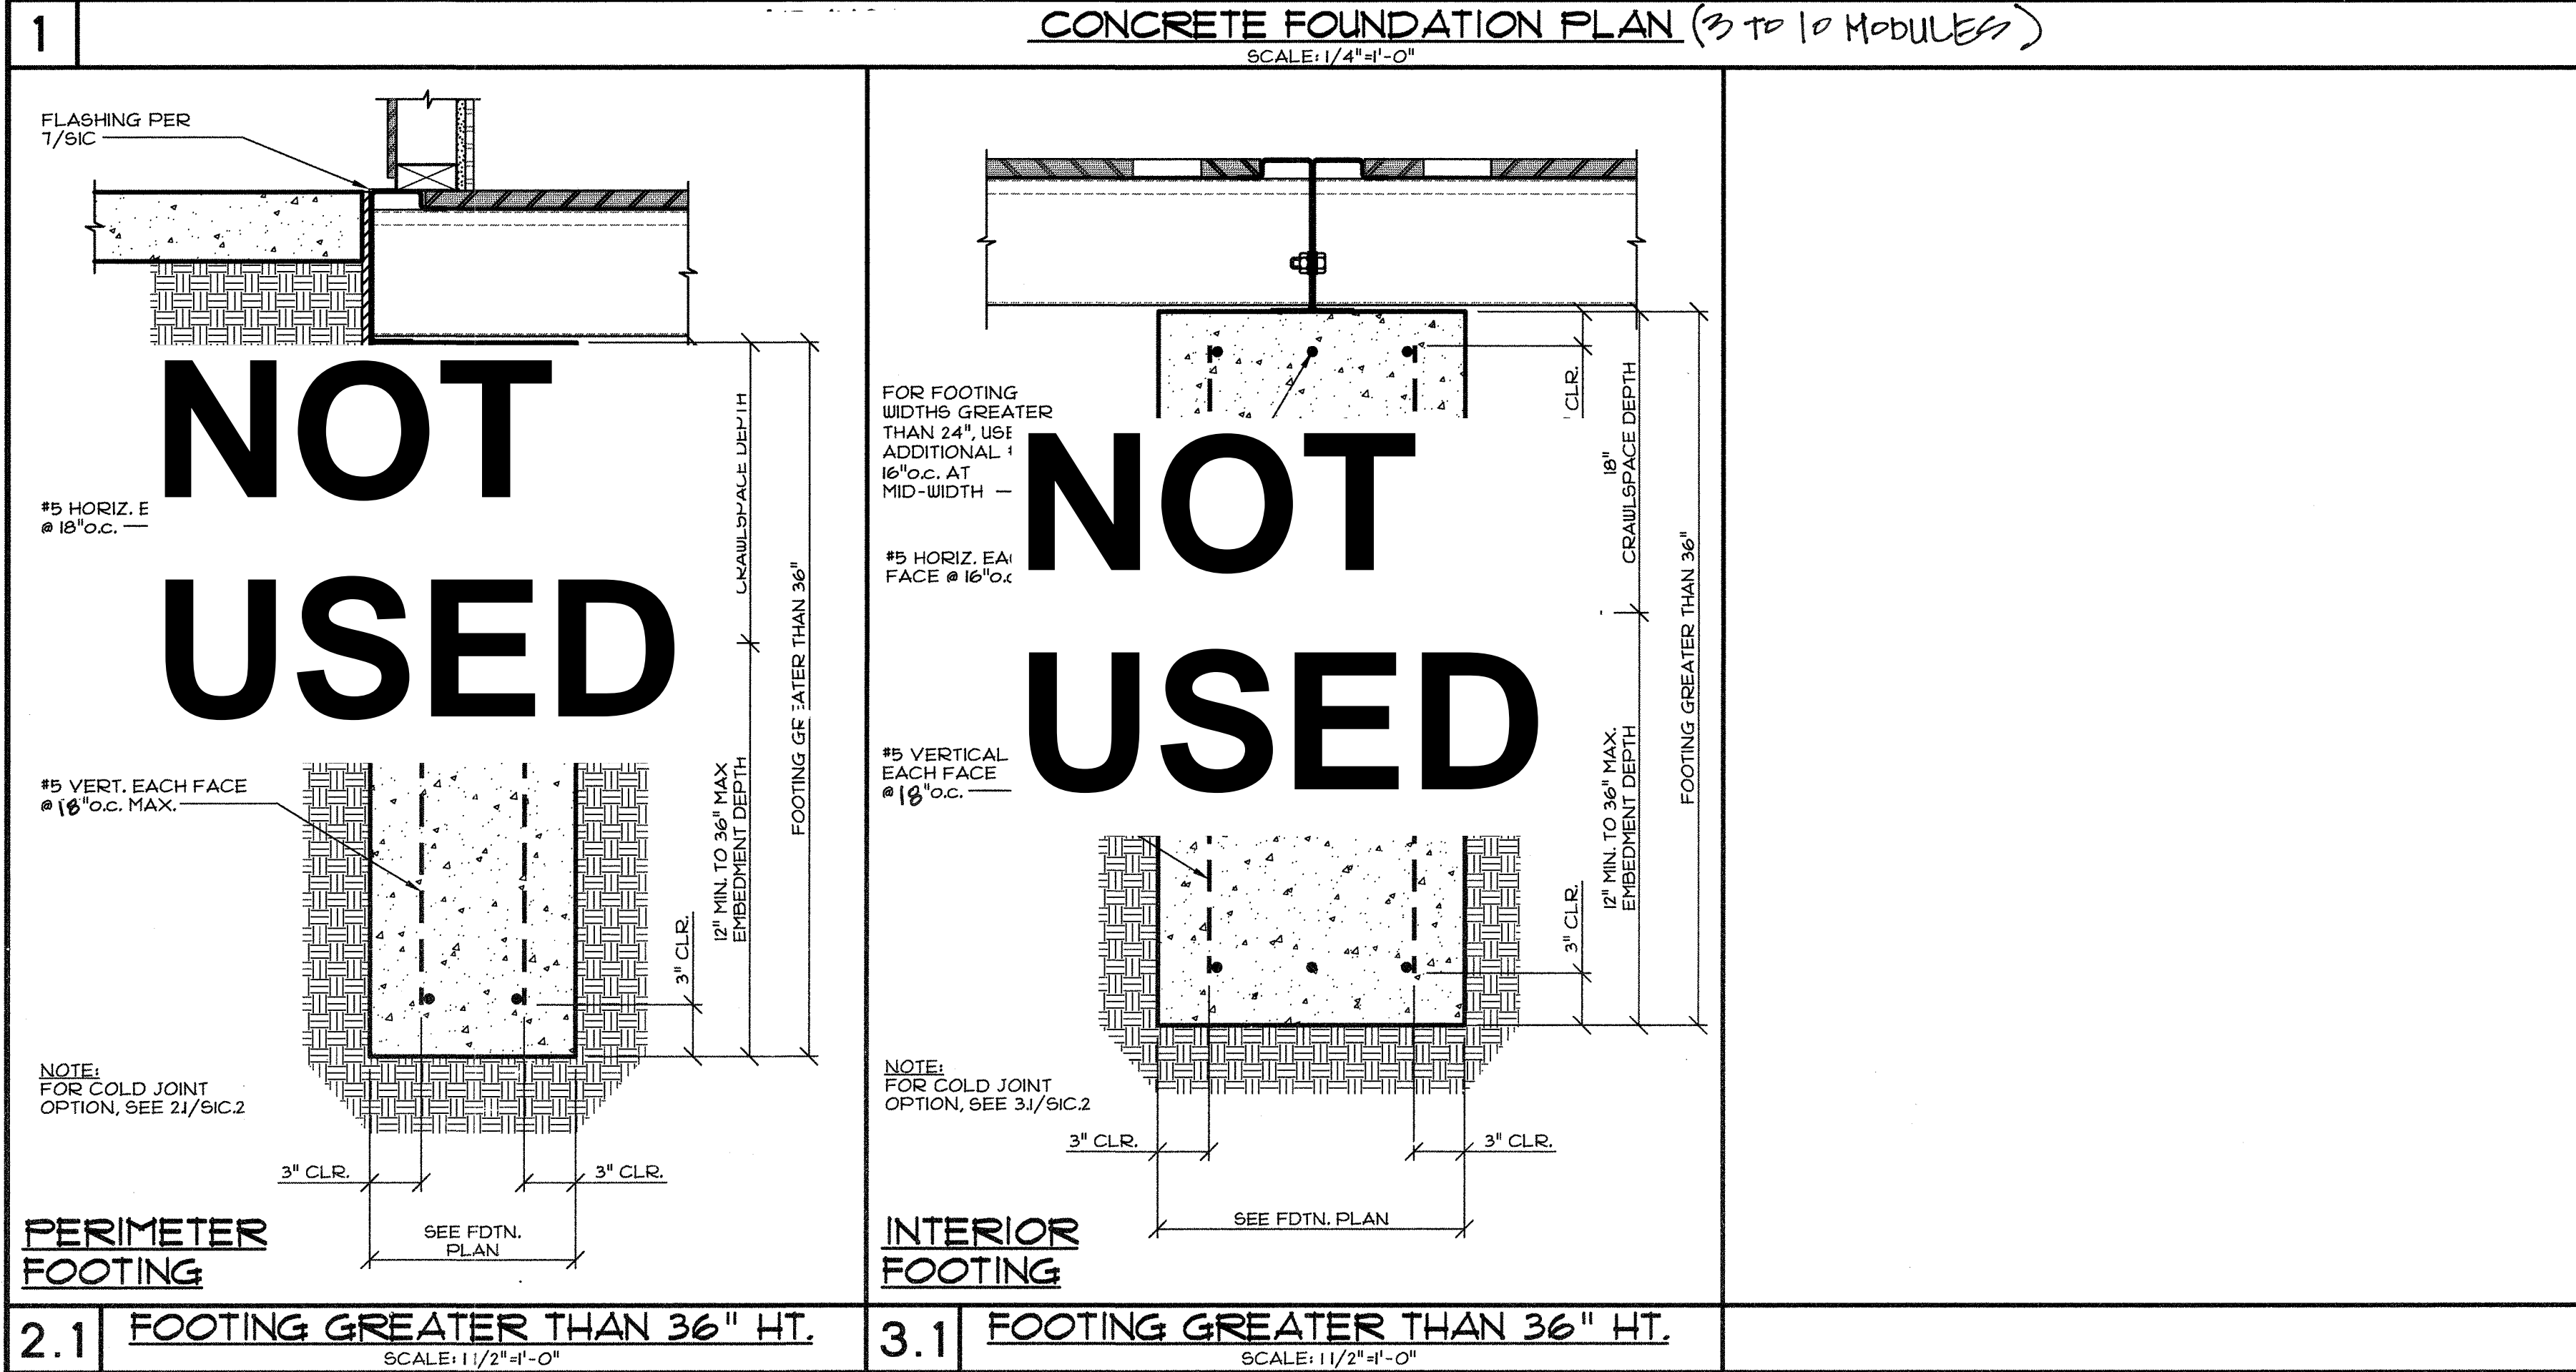 1
CONCRETE FOUNDATION PLAN (3 TO 10 MODULES)
SCALE: 1/4"=1'-0"
FLASHING PER
7/S1C
NOT
USED
#5 HORIZ. E
@ 18"O.C.
CRAWLSPACE DEPTH
FOOTING GREATER THAN 36"
#5 VERT. EACH FACE
@ 18"O.C. MAX.
12" MIN. TO 36" MAX
EMBEDMENT DEPTH
3" CLR.
NOTE:
FOR COLD JOINT
OPTION, SEE 2.1/S1C.2
3" CLR.
3" CLR.
SEE FDTN.
PLAN
PERIMETER
FOOTING
2.1
FOOTING GREATER THAN 36" HT.
SCALE: 1 1/2"=1'-0"
FOR FOOTING
WIDTHS GREATER
THAN 24", USE
ADDITIONAL
16"O.C. AT
MID-WIDTH
NOT
USED
CLR.
18"
CRAWLSPACE DEPTH
#5 HORIZ. EA
FACE @ 16"O.C
FOOTING GREATER THAN 36"
#5 VERTICAL
EACH FACE
@ 18"O.C.
12" MIN. TO 36" MAX.
EMBEDMENT DEPTH
3" CLR.
NOTE:
FOR COLD JOINT
OPTION, SEE 3.1/S1C.2
3" CLR.
3" CLR.
SEE FDTN. PLAN
INTERIOR
FOOTING
3.1
FOOTING GREATER THAN 36" HT.
SCALE: 1 1/2"=1'-0"